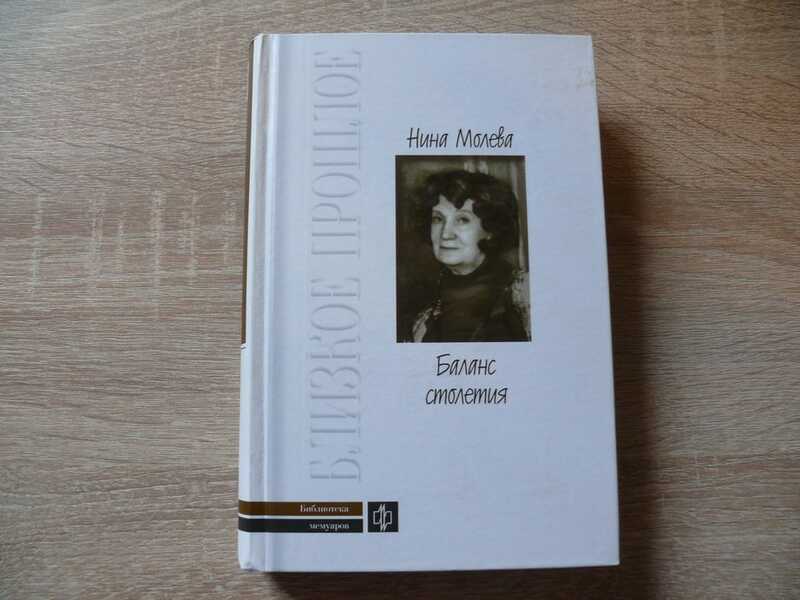 БЛИЗКОЕ ПРОШЛОЕ
Нина Молева
Баланс
столетия
Библиотека
мемуаров